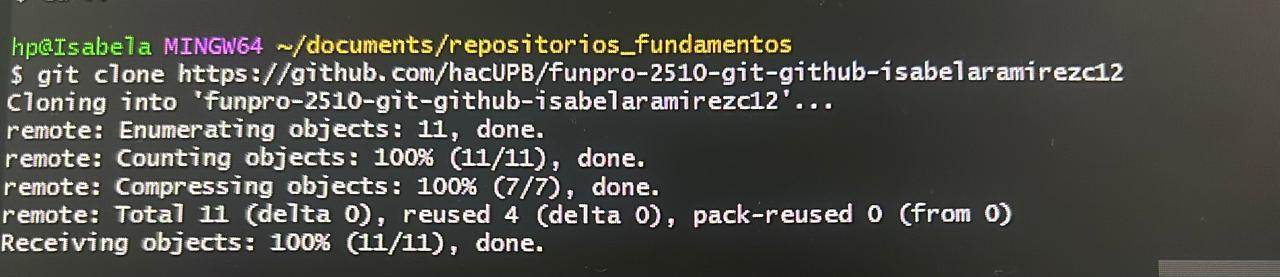 hp@Isabela MINGW64 ~/documents/repositorios_fundamentos
$ git clone https://github.com/hacUPB/funpro-2510-git-github-isabelaramirezc12
Cloning into 'funpro-2510-git-github-isabelaramirezc12'...
remote: Enumerating objects: 11, done.
remote: Counting objects: 100% (11/11), done.
remote: Compressing objects: 100% (7/7), done.
remote: Total 11 (delta 0), reused 4 (delta 0), pack-reused 0 (from 0)
Receiving objects: 100% (11/11), done.